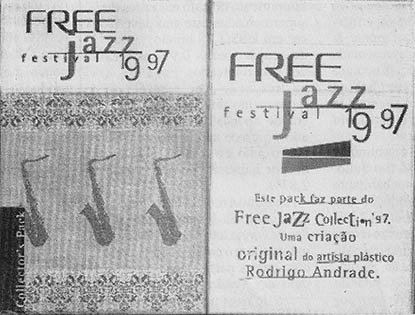 FREE
jazz
festival 1997
Collector's Pack
FREE
jazz
festival 1997
Este pack faz parte do
Free Jazz Collection'97.
Uma criação
original do artista plástico
Rodrigo Andrade.